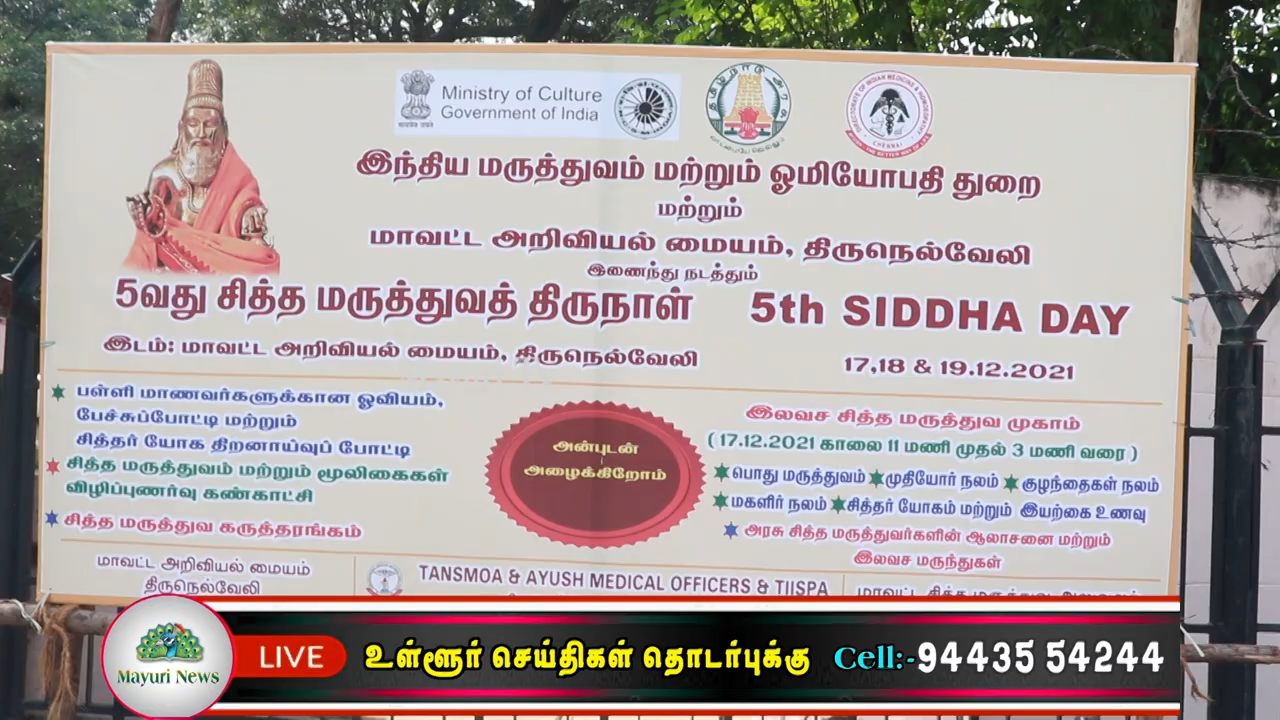 Ministry of Culture
Government of India
இந்திய மருத்துவம் மற்றும் ஓமியோபதி துறை
மற்றும்
மாவட்ட அறிவியல் மையம், திருநெல்வேலி
இணைந்து நடத்தும்
5வது சித்த மருத்துவத் திருநாள் 5th SIDDHA DAY
இடம்: மாவட்ட அறிவியல் மையம், திருநெல்வேலி
17,18 & 19.12.2021
பள்ளி மாணவர்களுக்கான ஓவியம்,
பேச்சுப்போட்டி மற்றும்
சித்தர் யோக திறனாய்வுப் போட்டி
சித்த மருத்துவம் மற்றும் மூலிகைகள்
விழிப்புணர்வு கண்காட்சி
சித்த மருத்துவ கருத்தரங்கம்
அன்புடன்
அழைக்கிறோம்
இலவச சித்த மருத்துவ முகாம்
(17.12.2021 காலை 11 மணி முதல் 3 மணி வரை)
பொது மருத்துவம் முதியோர் நலம் குழந்தைகள் நலம்
மகளிர் நலம் சித்தர் யோகம் மற்றும் இயற்கை உணவு
அரசு சித்த மருத்துவர்களின் ஆலாசனை மற்றும்
இலவச மருந்துகள்
மாவட்ட அறிவியல் மையம்
திருநெல்வேலி
TANSMOA & AYUSH MEDICAL OFFICERS & TIISPA
Mayuri News
LIVE
உள்ளூர் செய்திகள் தொடர்புக்கு Cell:-94435 54244